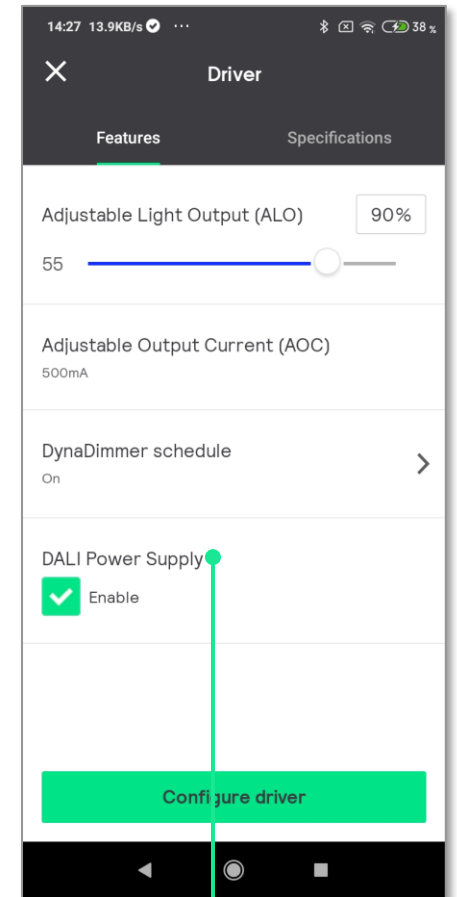 14:27 13.9KB/s ··· 38 %
Driver
Features Specifications
Adjustable Light Output (ALO) 90%
55
Adjustable Output Current (AOC)
500mA
DynaDimmer schedule
On
DALI Power Supply
Enable
Configure driver